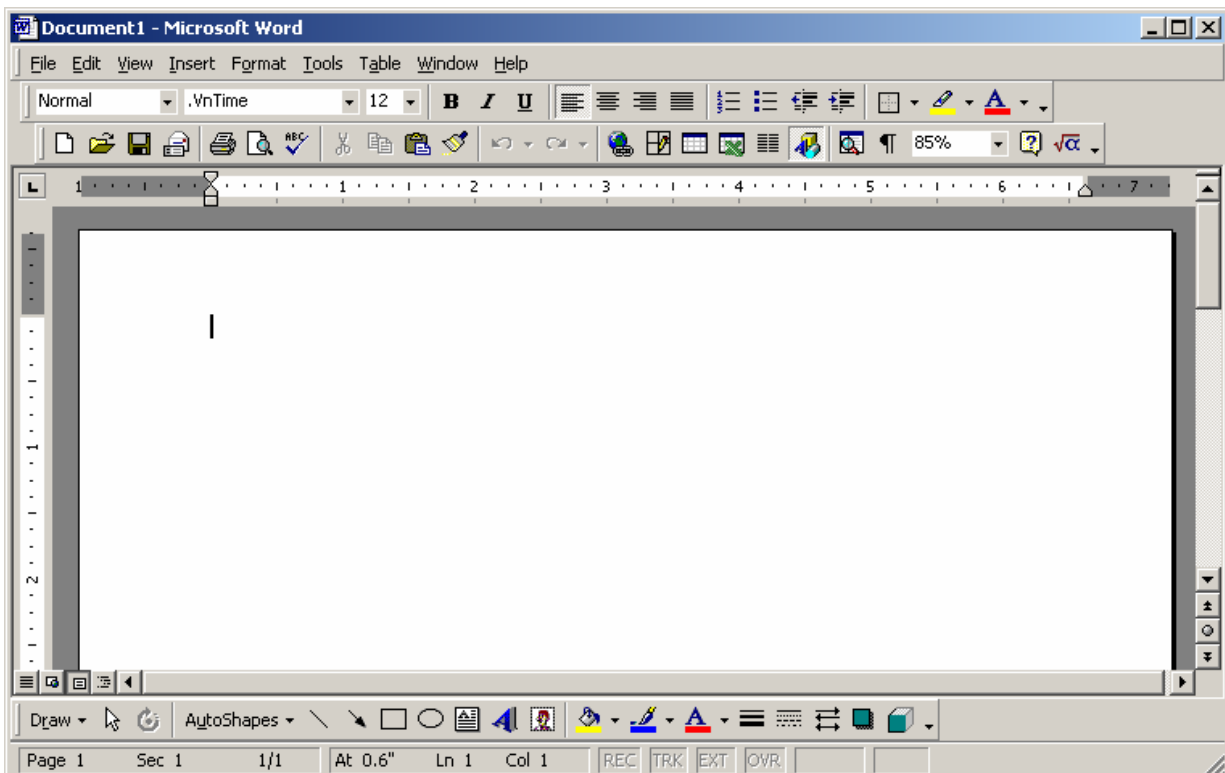 Document1 - Microsoft Word
File Edit View Insert Format Tools Table Window Help
Normal .VnTime 12 B I U A
ABC 85% ¶ √α
1 1 2 3 4 5 6 7
1
2
Draw AutoShapes A
Page 1 Sec 1 1/1 At 0.6" Ln 1 Col 1 REC TRK EXT OVR